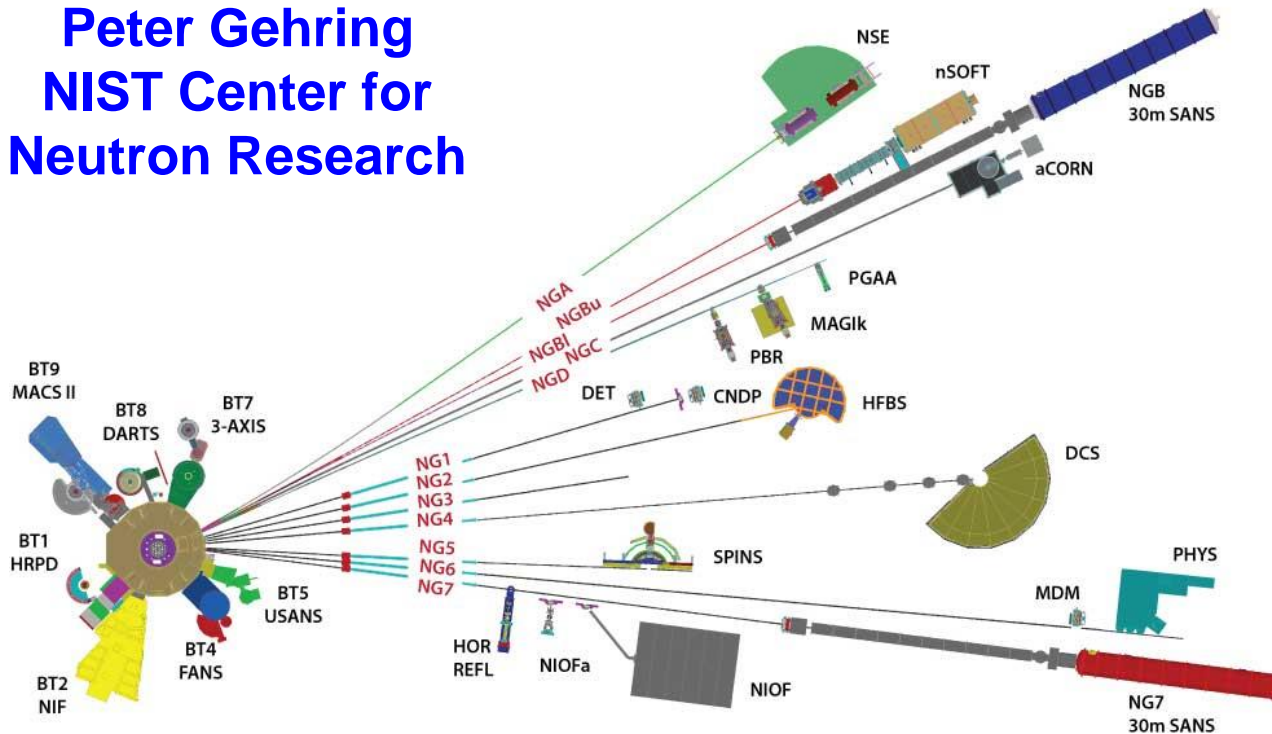 Peter Gehring
NIST Center for
Neutron Research
NSE
nSOFT
NGB
30m SANS
aCORN
NGA
NGBu
NGBl
NGC
NGD
PGAA
MAGIk
PBR
DET
CNDP
HFBS
DCS
BT9
MACS II
BT8
DARTS
BT7
3-AXIS
NG1
NG2
NG3
NG4
NG5
NG6
NG7
SPINS
PHYS
MDM
BT1
HRPD
BT5
USANS
BT4
FANS
BT2
NIF
HOR
REFL
NIOFa
NIOF
NG7
30m SANS